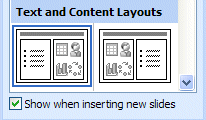 Text and Content Layouts
Show when inserting new slides